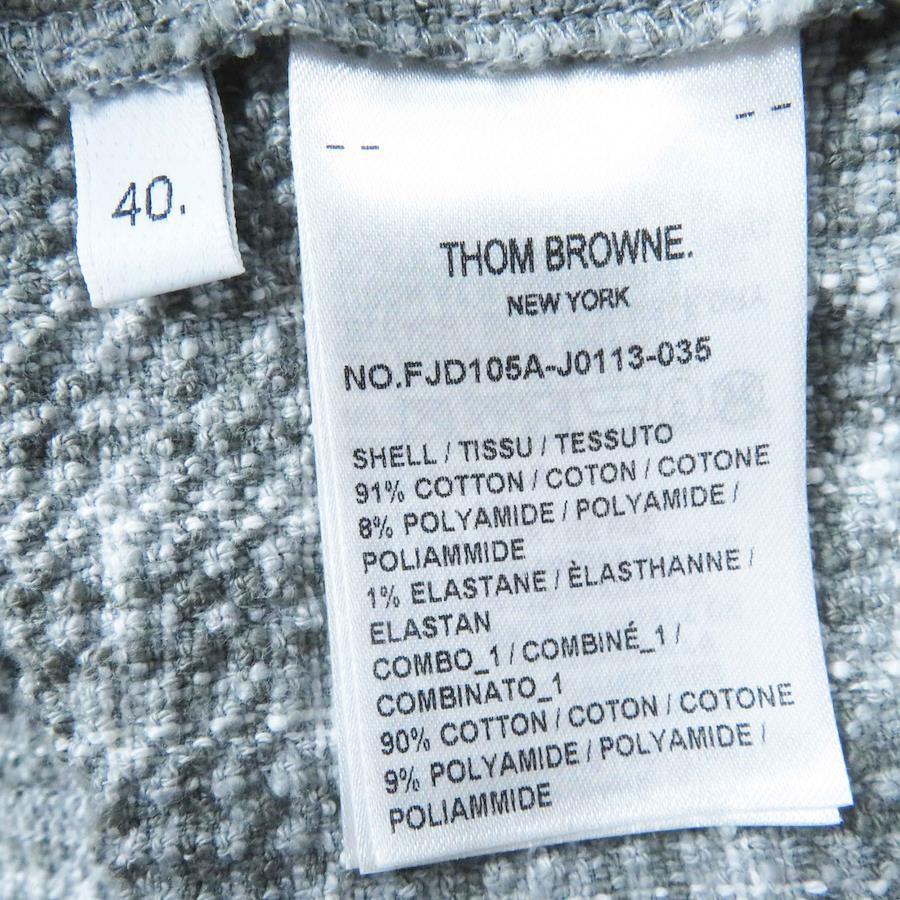 40.
THOM BROWNE.
NEW YORK
NO.FJD105A-J0113-035
SHELL / TISSU / TESSUTO
91% COTTON / COTON / COTONE
8% POLYAMIDE / POLYAMIDE /
POLIAMMIDE
1% ELASTANE / ÈLASTHANNE /
ELASTAN
COMBO_1 / COMBINÉ_1 /
COMBINATO_1
90% COTTON / COTON / COTONE
9% POLYAMIDE / POLYAMIDE /
POLIAMMIDE